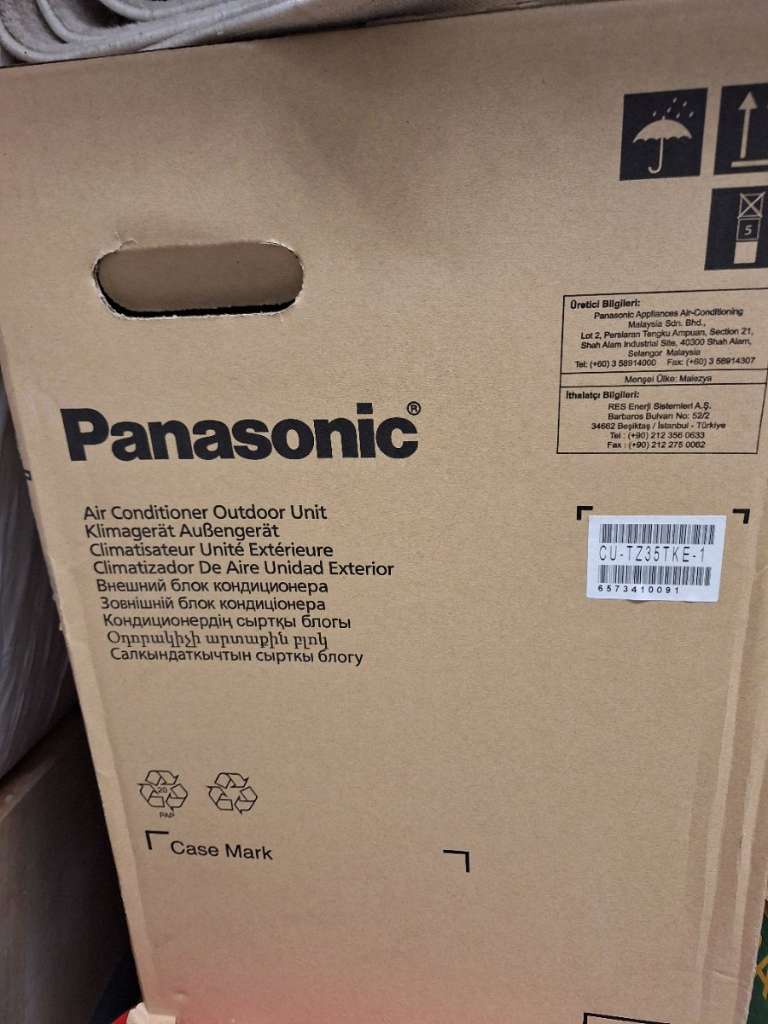 5
Üretici Bilgileri:
Panasonic Appliances Air-Conditioning
Malaysia Sdn. Bhd.,
Lot 2, Persiaran Tengku Ampuan, Section 21,
Shah Alam Industrial Site, 40300 Shah Alam,
Selangor Malaysia
Tel: (+60) 3 58914000 Fax: (+60) 3 58914307
Menşei Ülke: Malezya
İthalatçı Bilgileri:
RES Enerji Sistemleri A.Ş.
Barbaros Bulvarı No: 52/2
34662 Beşiktaş / İstanbul - Türkiye
Tel : (+90) 212 356 0633
Fax : (+90) 212 275 0062
Panasonic®
Air Conditioner Outdoor Unit
Klimagerät Außengerät
Climatisateur Unité Extérieure
Climatizador De Aire Unidad Exterior
Внешний блок кондиционера
Зовнішній блок кондиціонера
Кондиционердің сыртқы блогы
Օդորակիչի արտաքին բլոկ
Салкындаткычтын сырткы блогу
CU-TZ35TKE-1
6573410091
20
PAP
Case Mark